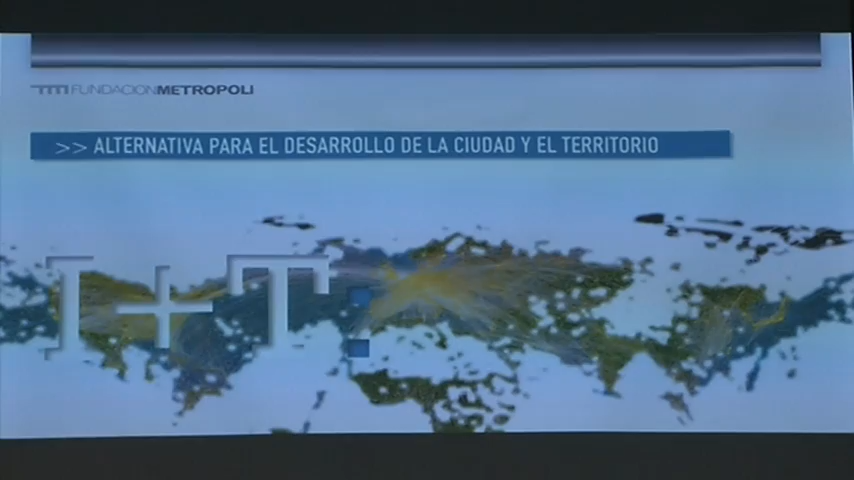 FUNDACIONMETROPOLI
>> ALTERNATIVA PARA EL DESARROLLO DE LA CIUDAD Y EL TERRITORIO
I+T: